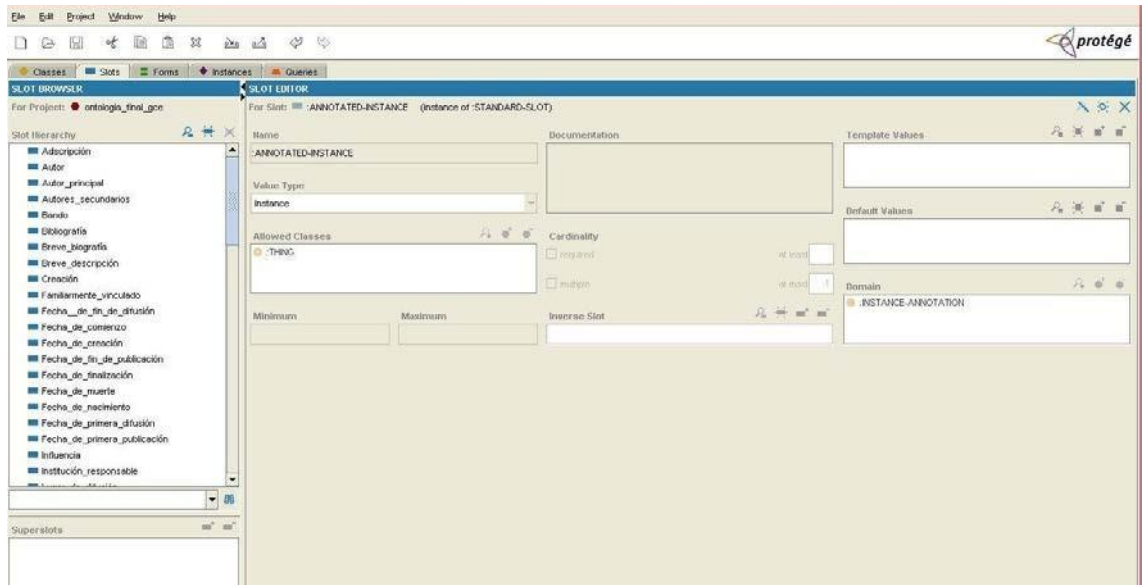 File Edit Project Window Help
protégé
Classes Slots Forms Instances Queries
SLOT BROWSER
For Project: ontologia_final_gce
Slot Hierarchy
Adscripción
Autor
Autor_principal
Autores_secundarios
Bando
Bibliografía
Breve_biografía
Breve_descripción
Creación
Familiarmente_vinculado
Fecha__de_fin_de_difusión
Fecha_de_comienzo
Fecha_de_creación
Fecha_de_fin_de_publicación
Fecha_de_finalización
Fecha_de_muerte
Fecha_de_nacimiento
Fecha_de_primera_difusión
Fecha_de_primera_publicación
Influencia
Institución_responsable
Superslots
SLOT EDITOR
For Slot: :ANNOTATED-INSTANCE (instance of :STANDARD-SLOT)
Name
:ANNOTATED-INSTANCE
Value Type
Instance
Allowed Classes
:THING
Minimum Maximum
Documentation
Cardinality
required at least
multiple at most 1
Inverse Slot
Template Values
Default Values
Domain
:INSTANCE-ANNOTATION